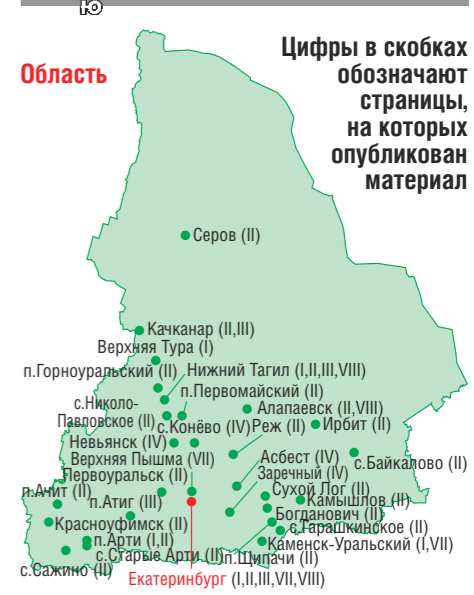 Ю
Область
Цифры в скобках
обозначают
страницы,
на которых
опубликован
материал
Серов (II)
Качканар (II,III)
Верхняя Тура (I)
п.Горноуральский (II)
Нижний Тагил (I,II,III,VIII)
п.Первомайский (II)
с.Николо-
Павловское (II)
Алапаевск (II,VIII)
с.Конёво (IV)
Реж (II)
Ирбит (II)
Невьянск (IV)
Верхняя Пышма (VII)
Асбест (IV)
с.Байкалово (II)
Заречный (IV)
Первоуральск (II)
Сухой Лог (II)
п.Ачит (II)
п.Атиг (III)
Камышлов (II)
Богданович (II)
Красноуфимск (II)
с.Тарашкинское (II)
п.Арти (I,II)
Каменск-Уральский (I,VII)
с.Старые Арти (II)
п.Щипачи (II)
с.Сажино (II)
Екатеринбург (I,II,III,VII,VIII)